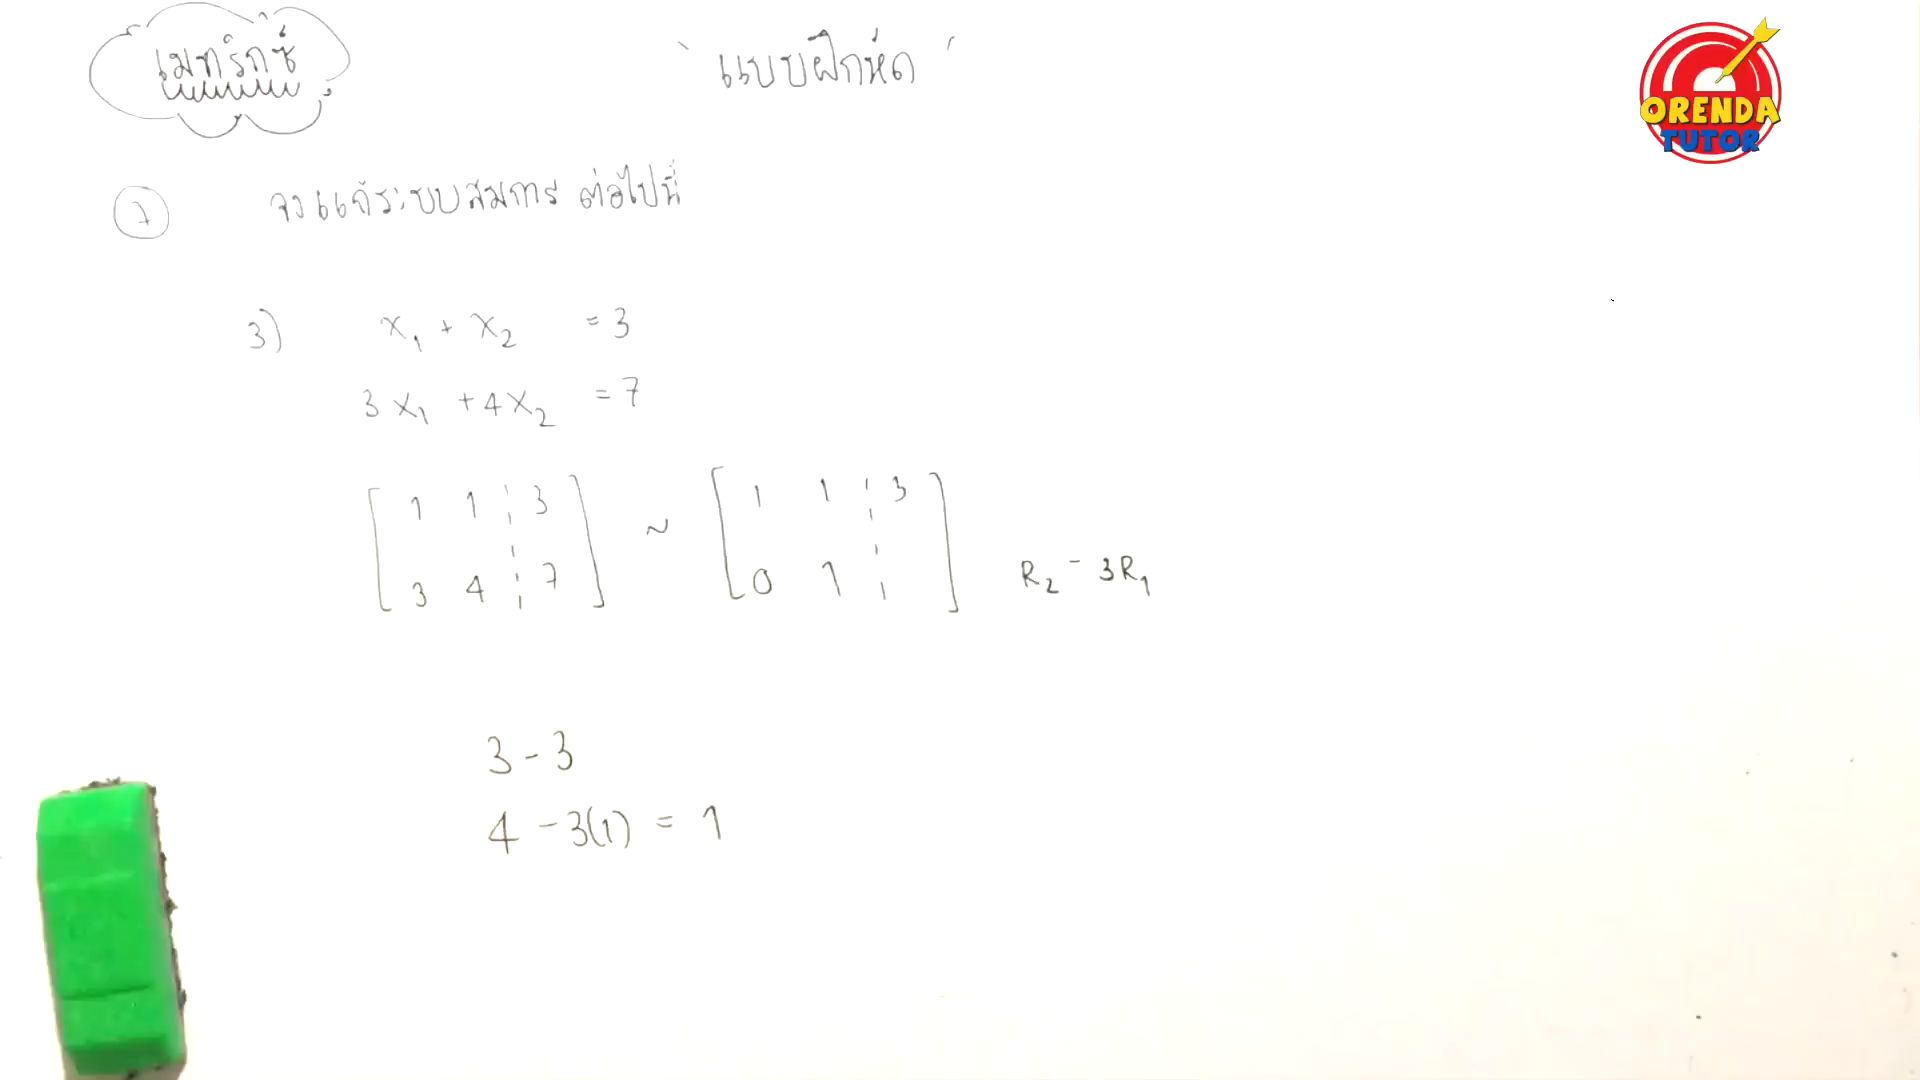 เมทริกซ์
" แบบฝึกหัด "
ORENDA
TUTOR
1 จงแก้ระบบสมการ ต่อไปนี้
3) x₁ + x₂ = 3
3x₁ + 4x₂ = 7
[ 1 1 ¦ 3 ] ~ [ 1 1 ¦ 3 ]
[ 3 4 ¦ 7 ] [ 0 1 ¦ ] R₂ - 3R₁
3 - 3
4 - 3(1) = 1